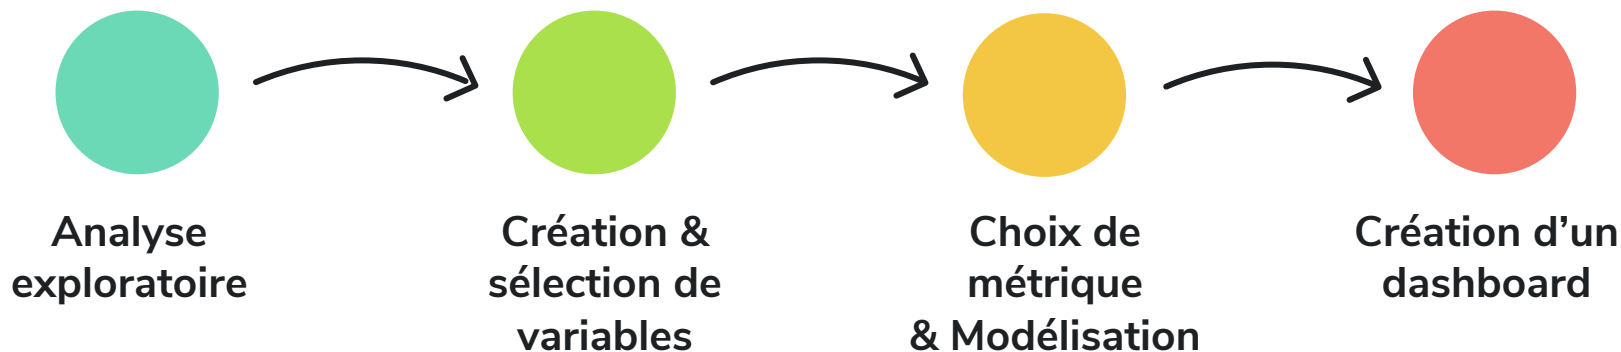 Analyse
exploratoire
Création &
sélection de
variables
Choix de
métrique
& Modélisation
Création d’un
dashboard